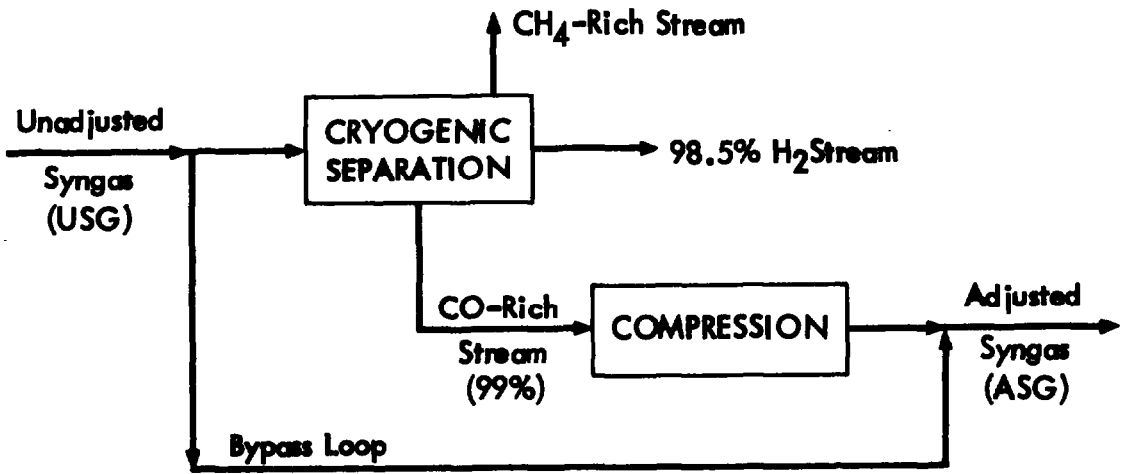 CH4-Rich Stream
Unadjusted
Syngas
(USG)
CRYOGENIC
SEPARATION
98.5% H2Stream
CO-Rich
Stream
(99%)
COMPRESSION
Adjusted
Syngas
(ASG)
Bypass Loop